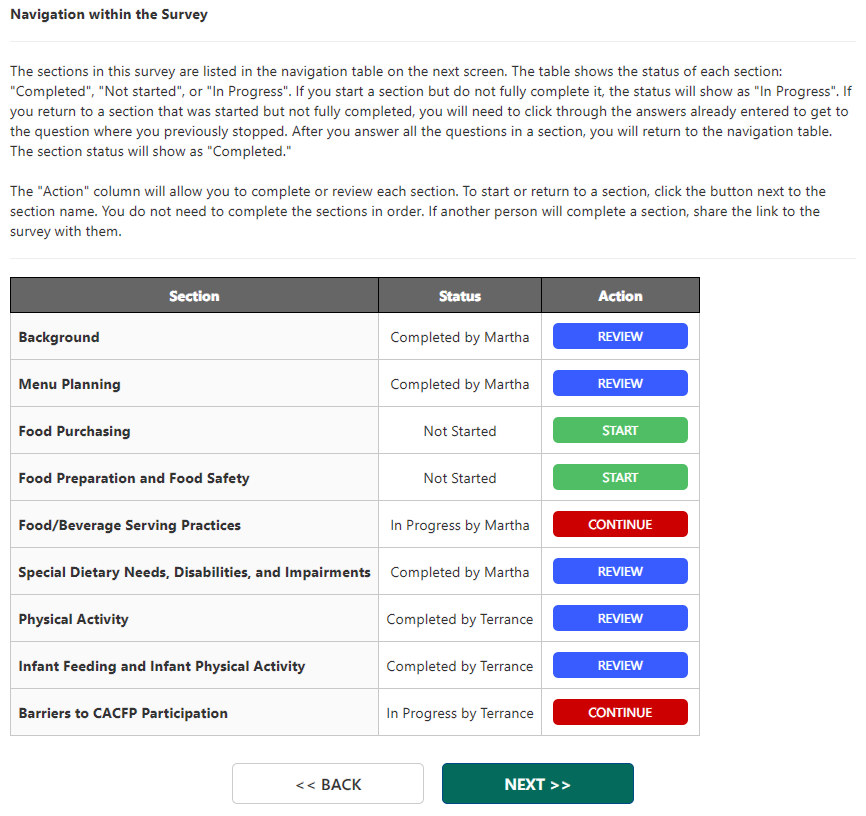 Navigation within the Survey
The sections in this survey are listed in the navigation table on the next screen. The table shows the status of each section:
"Completed", "Not started", or "In Progress". If you start a section but do not fully complete it, the status will show as "In Progress". If
you return to a section that was started but not fully completed, you will need to click through the answers already entered to get to
the question where you previously stopped. After you answer all the questions in a section, you will return to the navigation table.
The section status will show as "Completed."
The "Action" column will allow you to complete or review each section. To start or return to a section, click the button next to the
section name. You do not need to complete the sections in order. If another person will complete a section, share the link to the
survey with them.
Section Status Action
Background Completed by Martha REVIEW
Menu Planning Completed by Martha REVIEW
Food Purchasing Not Started START
Food Preparation and Food Safety Not Started START
Food/Beverage Serving Practices In Progress by Martha CONTINUE
Special Dietary Needs, Disabilities, and Impairments Completed by Martha REVIEW
Physical Activity Completed by Terrance REVIEW
Infant Feeding and Infant Physical Activity Completed by Terrance REVIEW
Barriers to CACFP Participation In Progress by Terrance CONTINUE
<< BACK NEXT >>